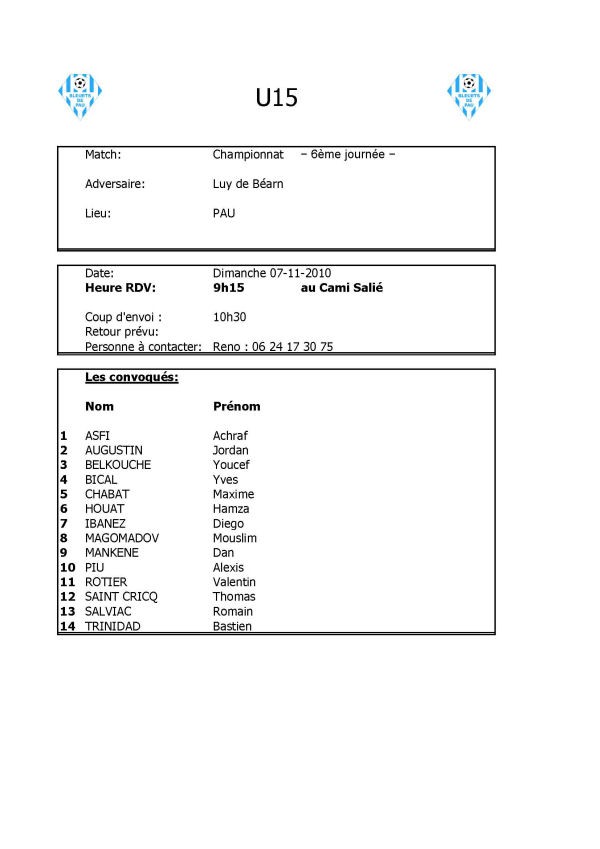 BLEUETS
DE
PAU
U15
BLEUETS
DE
PAU
Match: Championnat – 6ème journée –
Adversaire: Luy de Béarn
Lieu: PAU
Date: Dimanche 07-11-2010
Heure RDV: 9h15 au Cami Salié
Coup d'envoi : 10h30
Retour prévu:
Personne à contacter: Reno : 06 24 17 30 75
Les convoqués:
Nom Prénom
1 ASFI Achraf
2 AUGUSTIN Jordan
3 BELKOUCHE Youcef
4 BICAL Yves
5 CHABAT Maxime
6 HOUAT Hamza
7 IBANEZ Diego
8 MAGOMADOV Mouslim
9 MANKENE Dan
10 PIU Alexis
11 ROTIER Valentin
12 SAINT CRICQ Thomas
13 SALVIAC Romain
14 TRINIDAD Bastien